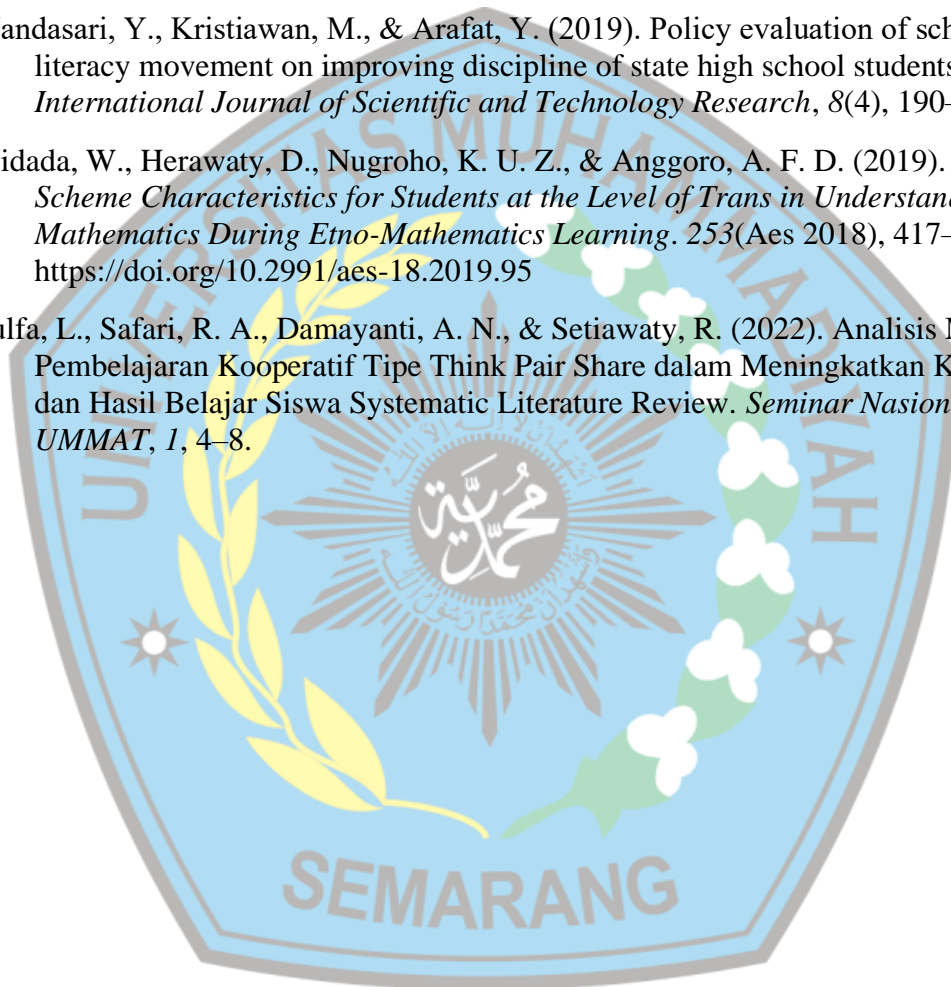 andasari, Y., Kristiawan, M., & Arafat, Y. (2019). Policy evaluation of sch
literacy movement on improving discipline of state high school students
International Journal of Scientific and Technology Research, 8(4), 190–
idada, W., Herawaty, D., Nugroho, K. U. Z., & Anggoro, A. F. D. (2019).
Scheme Characteristics for Students at the Level of Trans in Understan
Mathematics During Etno-Mathematics Learning. 253(Aes 2018), 417–
https://doi.org/10.2991/aes-18.2019.95
ulfa, L., Safari, R. A., Damayanti, A. N., & Setiawaty, R. (2022). Analisis
Pembelajaran Kooperatif Tipe Think Pair Share dalam Meningkatkan K
dan Hasil Belajar Siswa Systematic Literature Review. Seminar Nasion
UMMAT, 1, 4–8.
UNIVERSITAS MUHAMMADIYAH
محمدية
SEMARANG